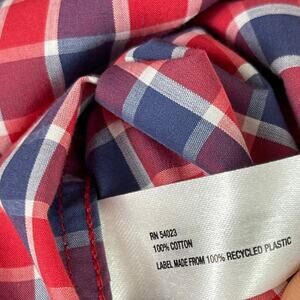 RN 54023
100% COTTON
LABEL MADE FROM 100% RECYCLED PLASTIC